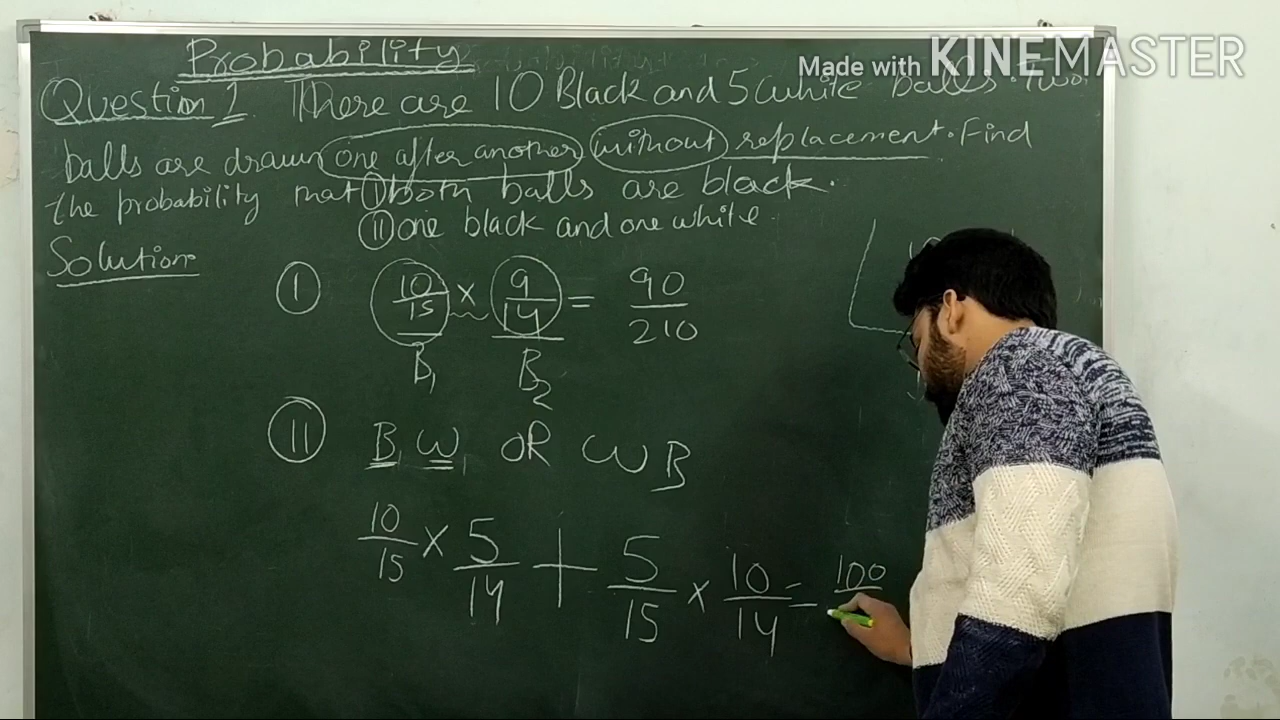 Made with KINEMASTER
Probability
Question 1. There are 10 Black and 5 white balls. Two
balls are drawn one after another without replacement. Find
the probability that I both balls are black.
II one black and one white.
Solution
I 10/15 × 9/14 = 90/210
B1 B2
II B1 W1 OR W B
10/15 × 5/14 + 5/15 × 10/14 = 100